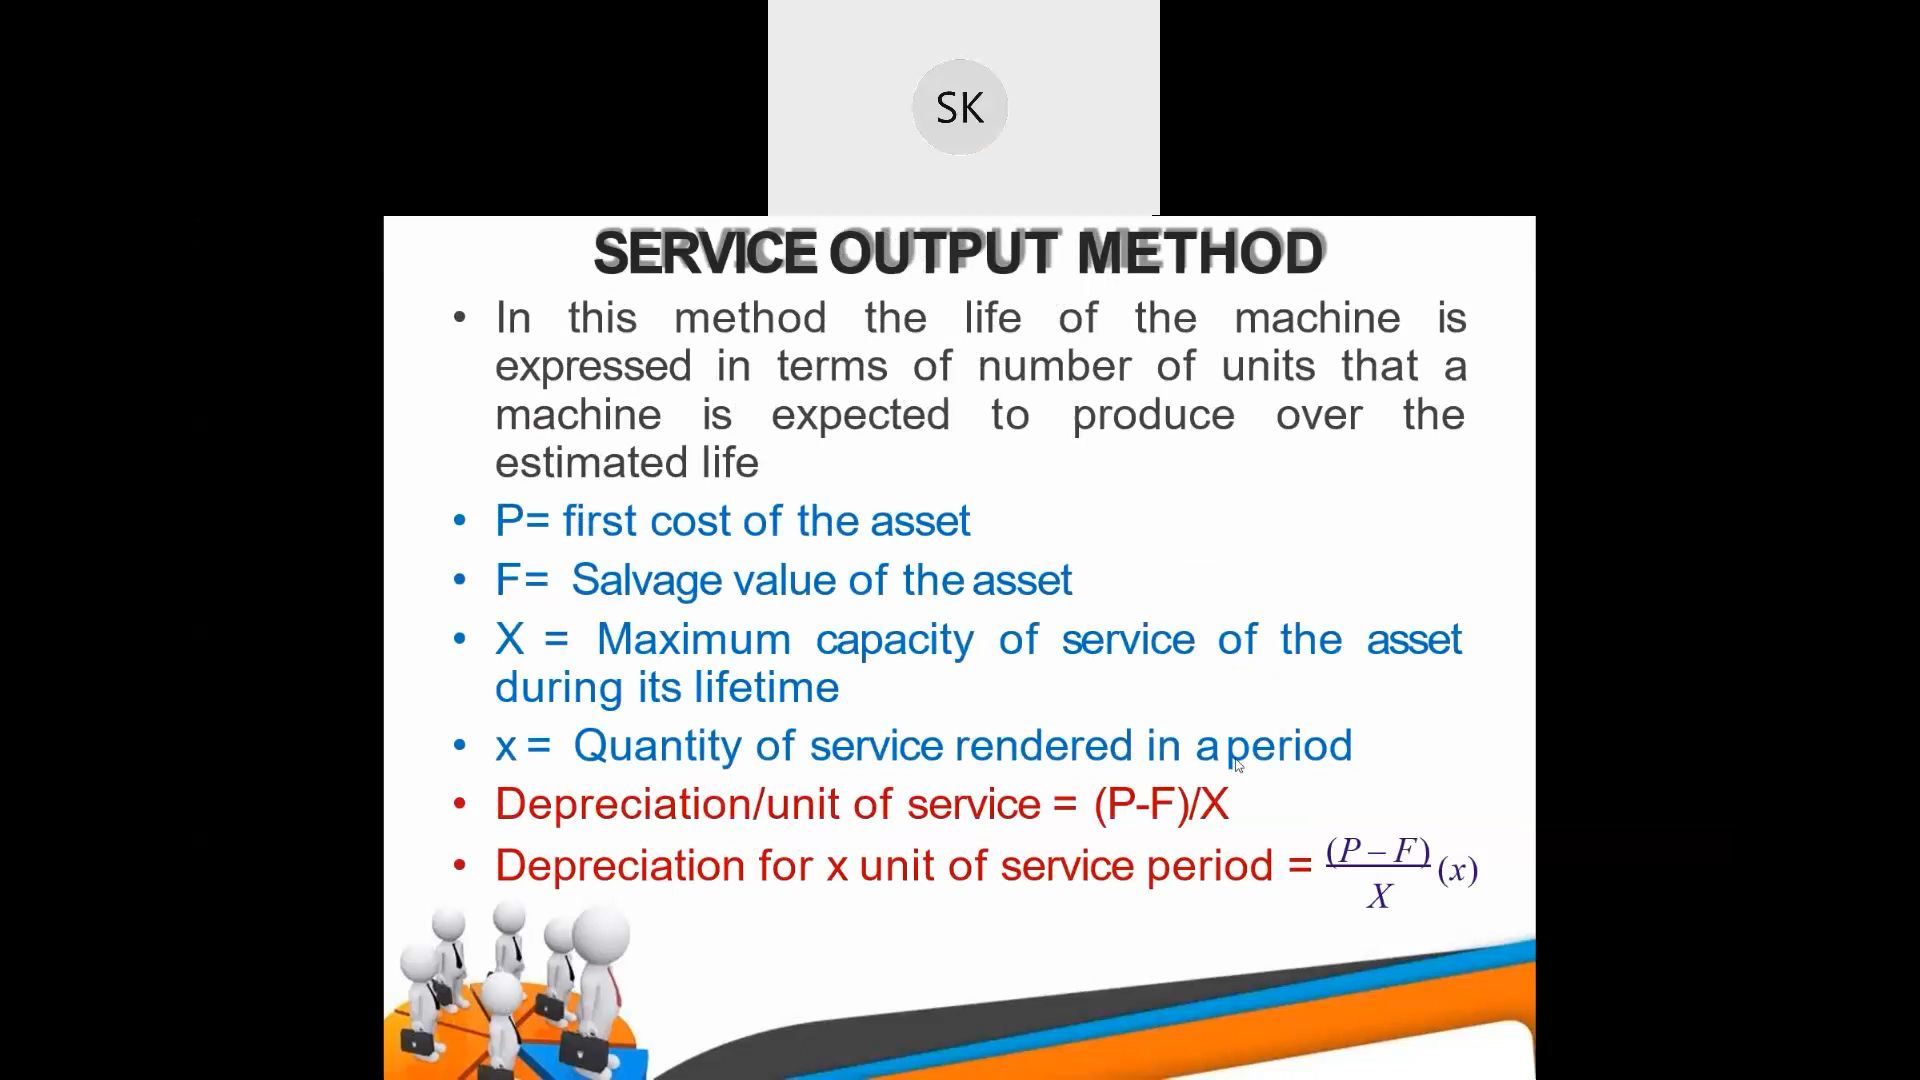 SK
SERVICE OUTPUT METHOD
• In this method the life of the machine is
expressed in terms of number of units that a
machine is expected to produce over the
estimated life
• P= first cost of the asset
• F= Salvage value of the asset
• X = Maximum capacity of service of the asset
during its lifetime
• x = Quantity of service rendered in a period
• Depreciation/unit of service = (P-F)/X
• Depreciation for x unit of service period = (P – F)/X (x)